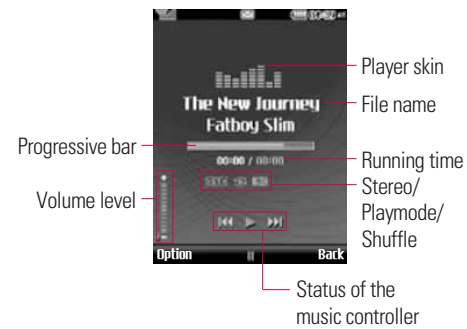 Player skin
The New Journey
File name
Fatboy Slim
Progressive bar
00:00 / 00:00
Running time
Stereo/
Playmode/
Shuffle
Volume level
Option
Back
Status of the
music controller